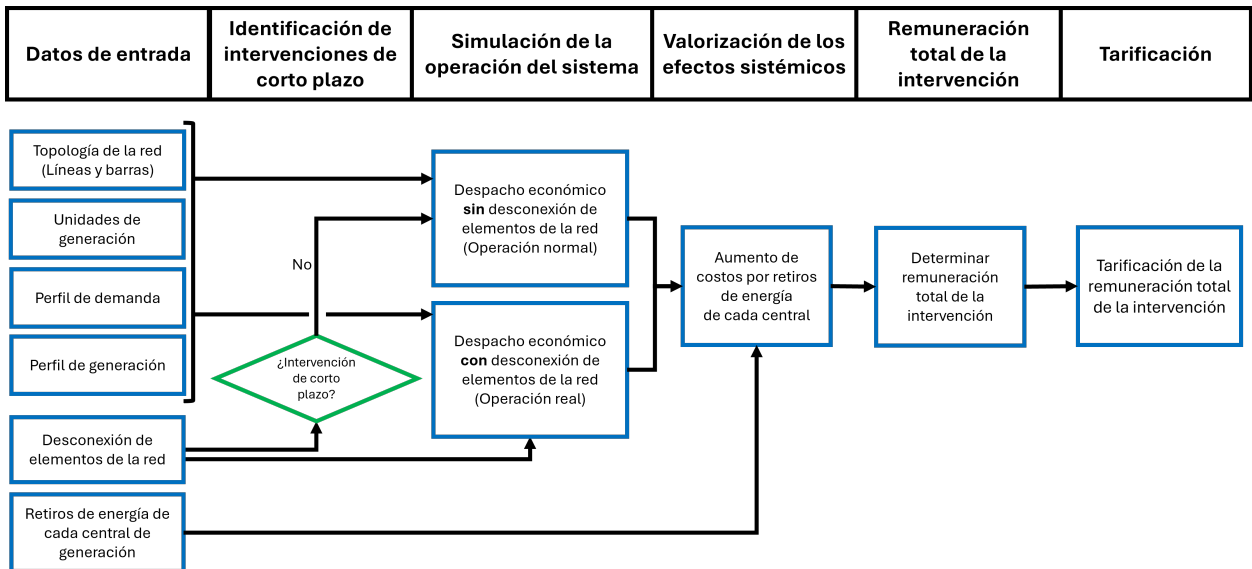 Datos de entrada
Identificación de
intervenciones de
corto plazo
Simulación de la
operación del sistema
Valorización de los
efectos sistémicos
Remuneración
total de la
intervención
Tarificación
Topología de la red
(Líneas y barras)
Unidades de
generación
Perfil de demanda
Perfil de generación
Desconexión de
elementos de la red
Retiros de energía de
cada central de
generación
No
¿Intervención
de corto
plazo?
Despacho económico
sin desconexión de
elementos de la red
(Operación normal)
Despacho económico
con desconexión de
elementos de la red
(Operación real)
Aumento de
costos por retiros
de energía
de cada central
Determinar
remuneración
total de la
intervención
Tarificación de la
remuneración total
de la intervención